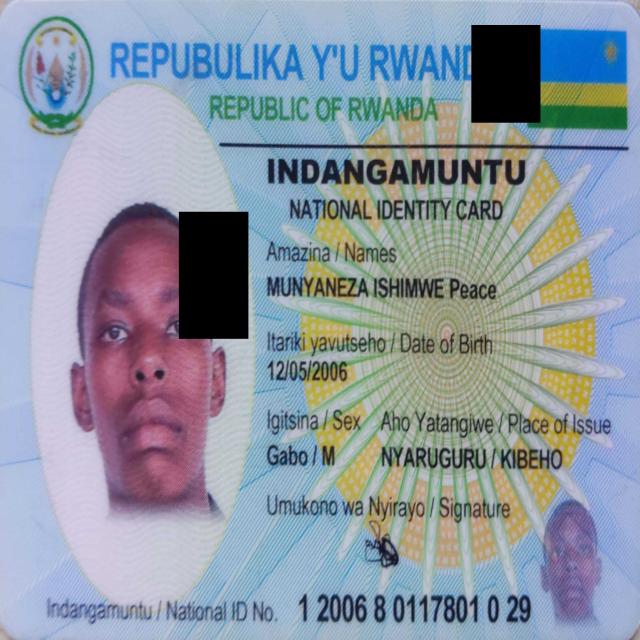 REPUBULIKA Y'U RWAND
REPUBLIC OF RWANDA
INDANGAMUNTU
NATIONAL IDENTITY CARD
Amazina / Names
MUNYANEZA ISHIMWE Peace
Itariki yavutseho / Date of Birth
12/05/2006
Igitsina / Sex Aho Yatangiwe / Place of Issue
Gabo / M NYARUGURU / KIBEHO
Umukono wa Nyirayo / Signature
Indangamuntu / National ID No. 1 2006 8 0117801 0 29